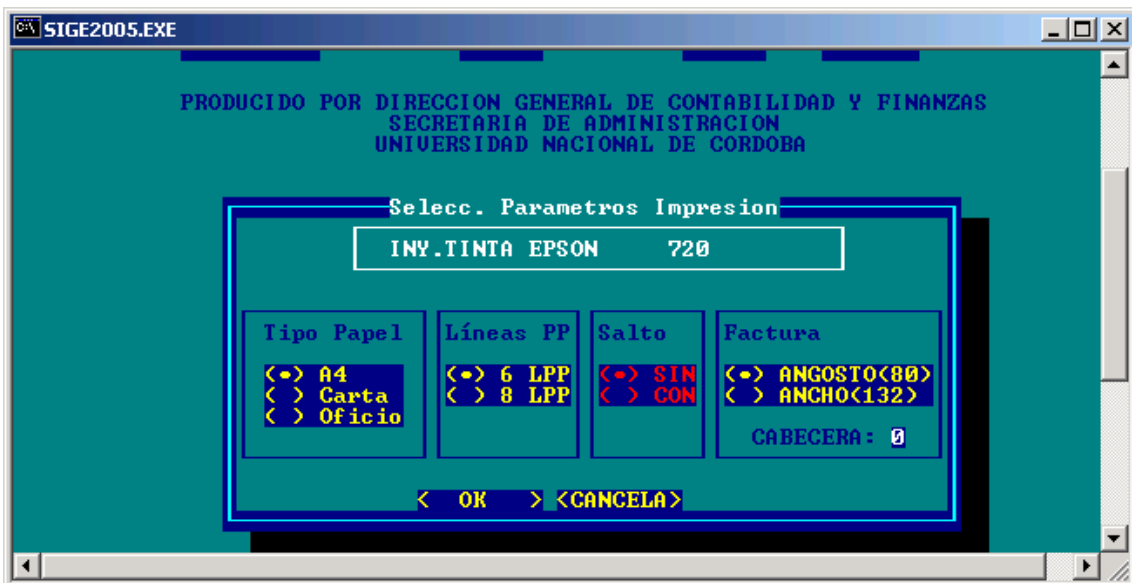 SIGE2005.EXE
PRODUCIDO POR DIRECCION GENERAL DE CONTABILIDAD Y FINANZAS
SECRETARIA DE ADMINISTRACION
UNIVERSIDAD NACIONAL DE CORDOBA
Selecc. Parametros Impresion
INY.TINTA EPSON 720
Tipo Papel
(•) A4
( ) Carta
( ) Oficio
Líneas PP
(•) 6 LPP
( ) 8 LPP
Salto
(•) SIN
( ) CON
Factura
(•) ANGOSTO(80)
( ) ANCHO(132)
CABECERA: 0
< OK > <CANCELA>